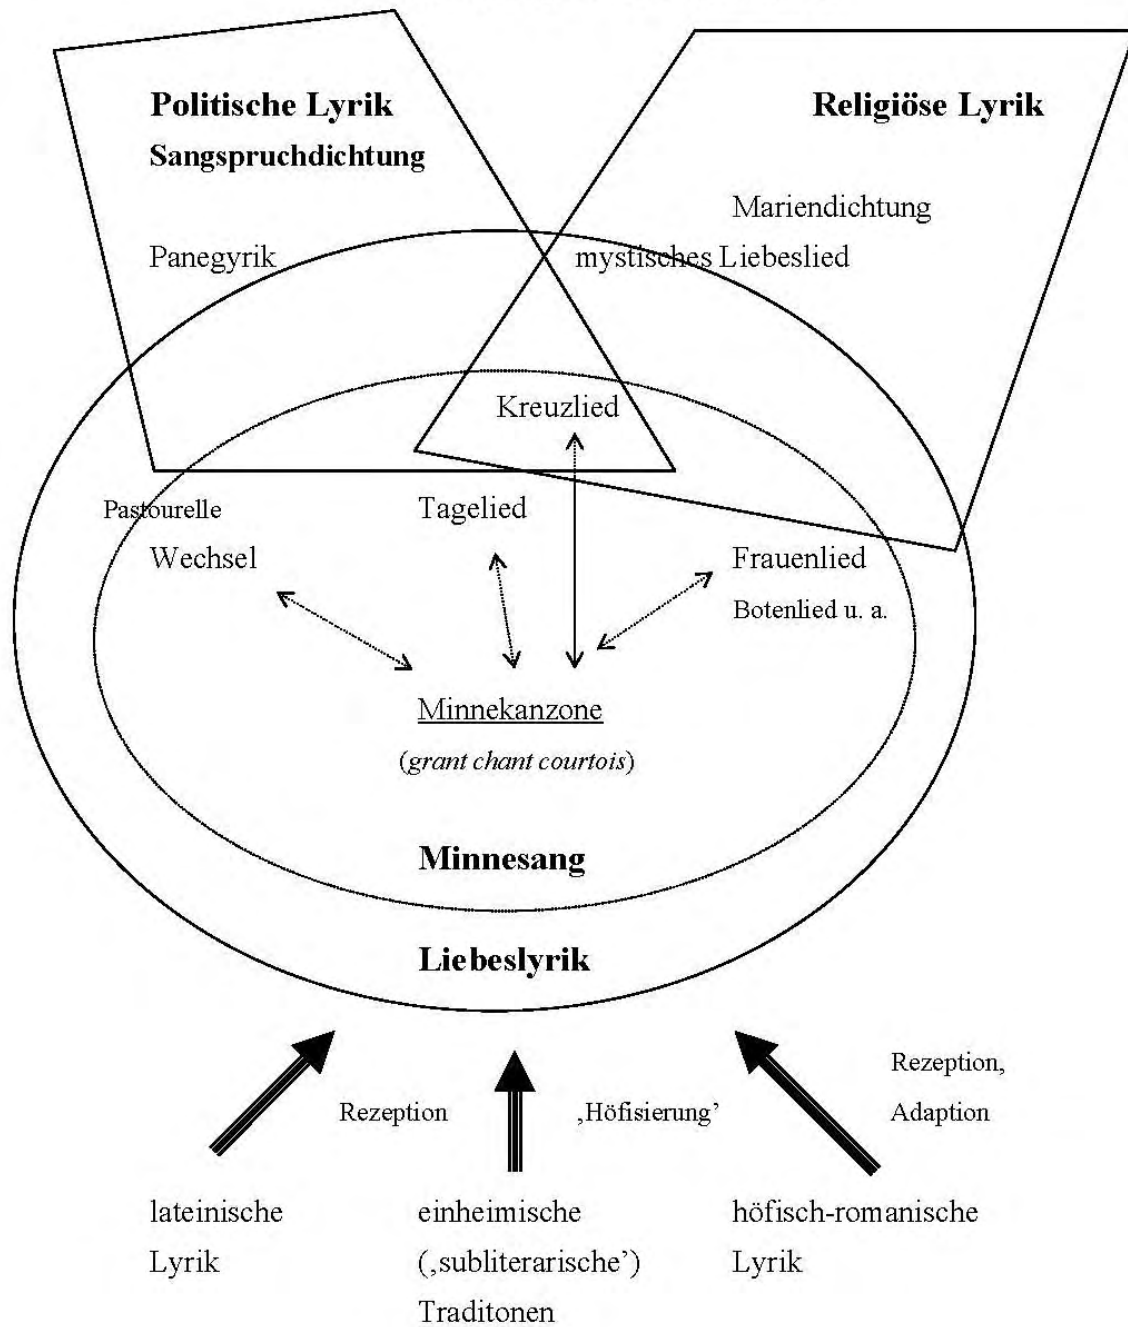 Politische Lyrik
Religiöse Lyrik
Sangspruchdichtung
Mariendichtung
Panegyrik
mystisches Liebeslied
Kreuzlied
Pastourelle
Tagelied
Wechsel
Frauenlied
Botenlied u. a.
Minnekanzone
(grant chant courtois)
Minnesang
Liebeslyrik
Rezeption,
Rezeption
‚Höfisierung’
Adaption
lateinische
Lyrik
einheimische
(‚subliterarische’)
Traditonen
höfisch-romanische
Lyrik